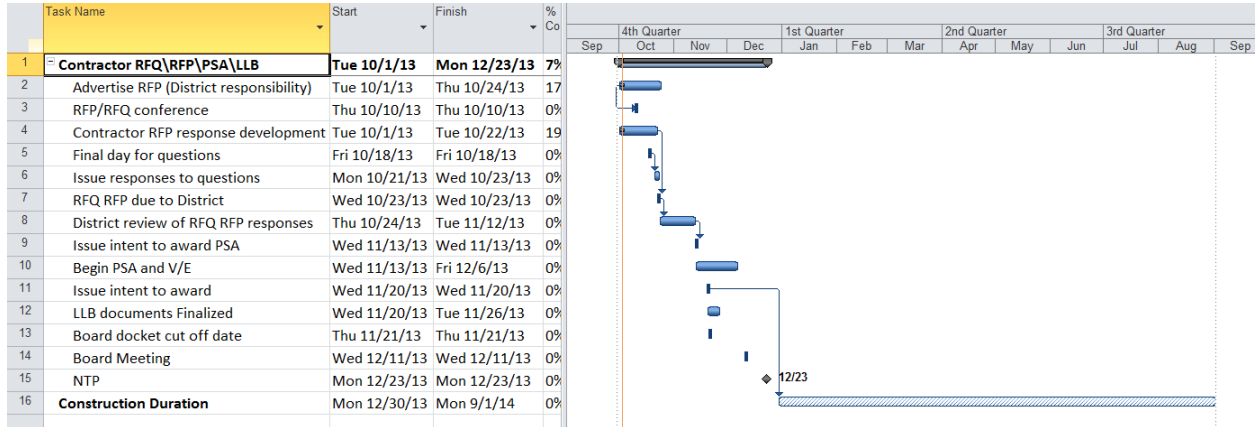 Task Name Start Finish %
Co
4th Quarter 1st Quarter 2nd Quarter 3rd Quarter
Sep Oct Nov Dec Jan Feb Mar Apr May Jun Jul Aug Sep
1 Contractor RFQ\RFP\PSA\LLB Tue 10/1/13 Mon 12/23/13 7%
2 Advertise RFP (District responsibility) Tue 10/1/13 Thu 10/24/13 17
3 RFP/RFQ conference Thu 10/10/13 Thu 10/10/13 0%
4 Contractor RFP response development Tue 10/1/13 Tue 10/22/13 19
5 Final day for questions Fri 10/18/13 Fri 10/18/13 0%
6 Issue responses to questions Mon 10/21/13 Wed 10/23/13 0%
7 RFQ RFP due to District Wed 10/23/13 Wed 10/23/13 0%
8 District review of RFQ RFP responses Thu 10/24/13 Tue 11/12/13 0%
9 Issue intent to award PSA Wed 11/13/13 Wed 11/13/13 0%
10 Begin PSA and V/E Wed 11/13/13 Fri 12/6/13 0%
11 Issue intent to award Wed 11/20/13 Wed 11/20/13 0%
12 LLB documents Finalized Wed 11/20/13 Tue 11/26/13 0%
13 Board docket cut off date Thu 11/21/13 Thu 11/21/13 0%
14 Board Meeting Wed 12/11/13 Wed 12/11/13 0%
15 NTP Mon 12/23/13 Mon 12/23/13 0% 12/23
16 Construction Duration Mon 12/30/13 Mon 9/1/14 0%